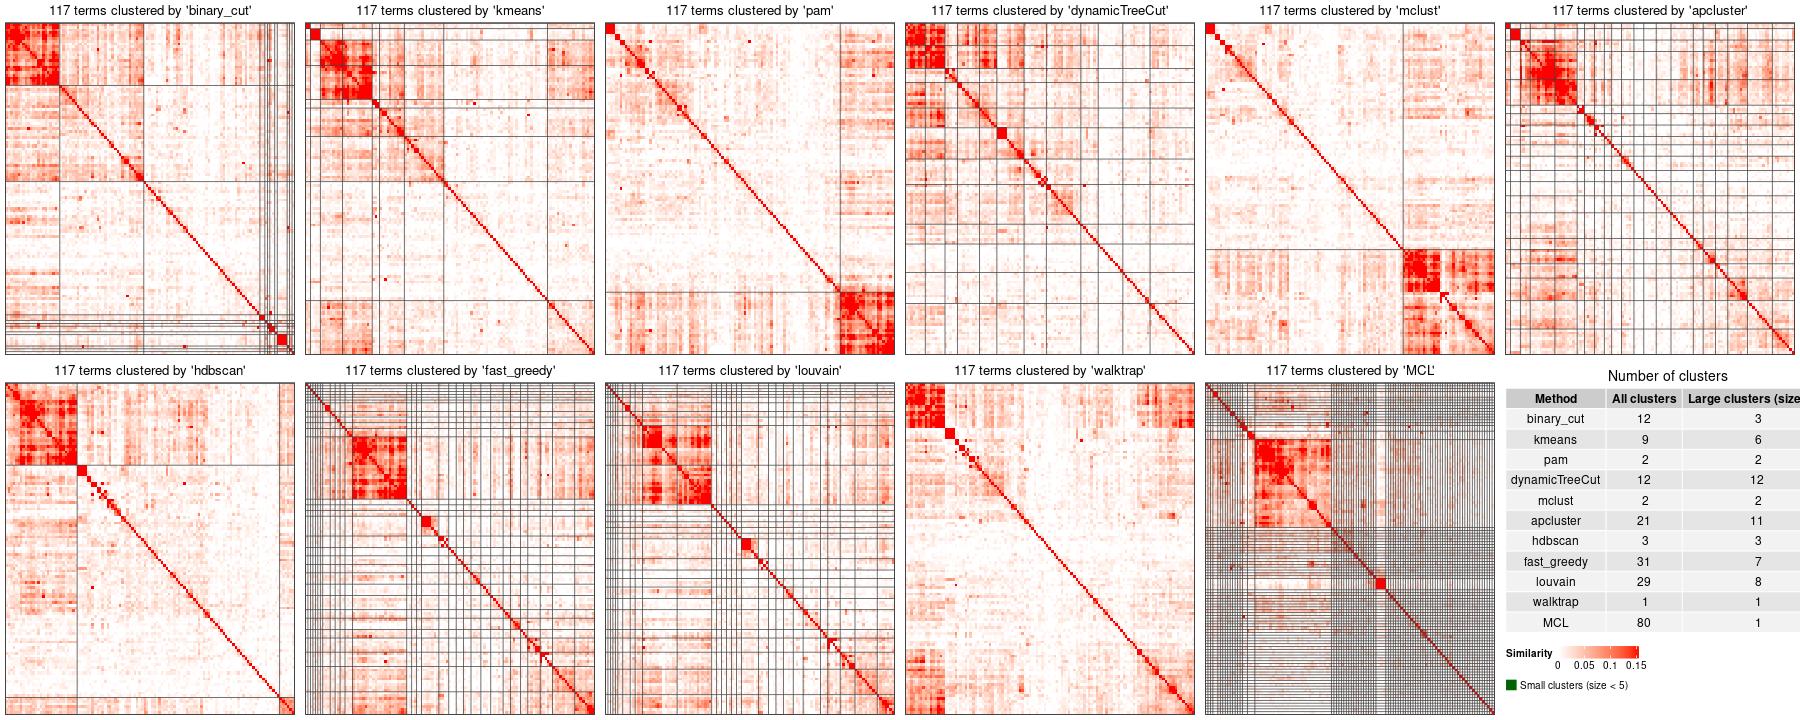 117 terms clustered by 'binary_cut'
117 terms clustered by 'kmeans'
117 terms clustered by 'pam'
117 terms clustered by 'dynamicTreeCut'
117 terms clustered by 'mclust'
117 terms clustered by 'apcluster'
117 terms clustered by 'hdbscan'
117 terms clustered by 'fast_greedy'
117 terms clustered by 'louvain'
117 terms clustered by 'walktrap'
117 terms clustered by 'MCL'
Number of clusters
Method All clusters Large clusters (size
binary_cut 12 3
kmeans 9 6
pam 2 2
dynamicTreeCut 12 12
mclust 2 2
apcluster 21 11
hdbscan 3 3
fast_greedy 31 7
louvain 29 8
walktrap 1 1
MCL 80 1
Similarity
0 0.05 0.1 0.15
Small clusters (size < 5)